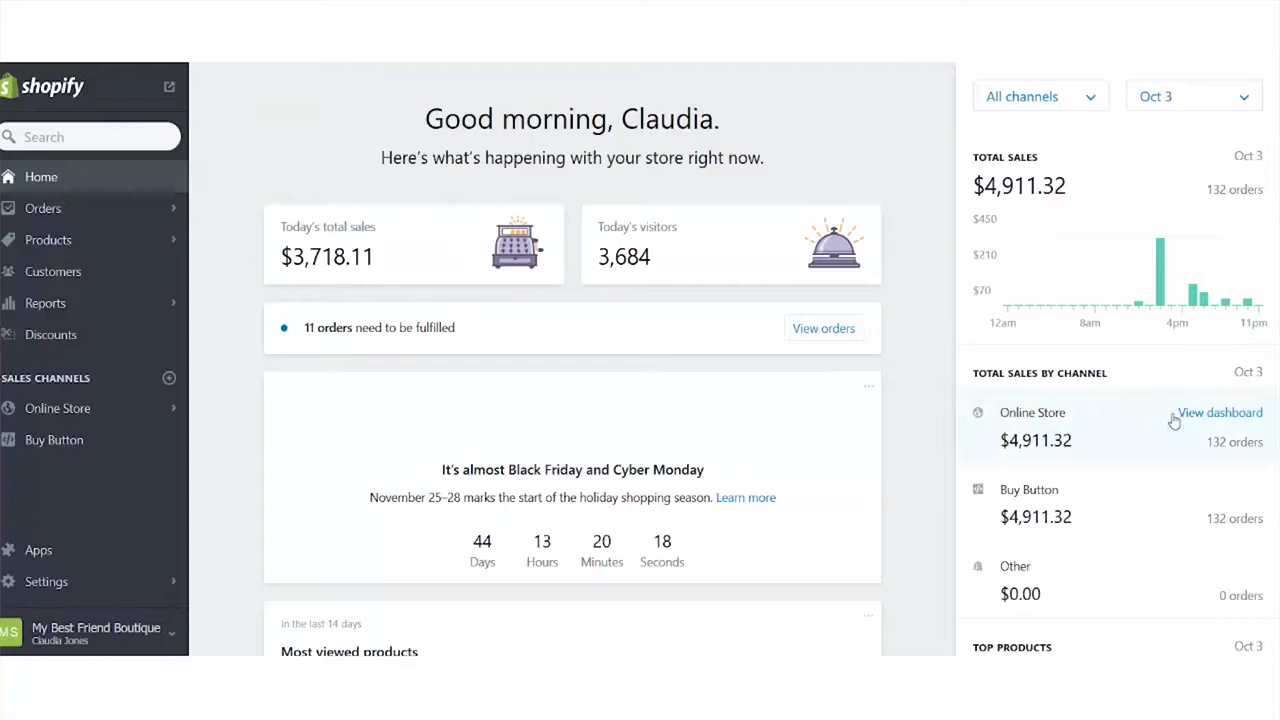 shopify
Search
Home
Orders
Products
Customers
Reports
Discounts
SALES CHANNELS
Online Store
Buy Button
Apps
Settings
MS
My Best Friend Boutique
Claudia Jones
Good morning, Claudia.
Here's what's happening with your store right now.
Today's total sales
$3,718.11
Today's visitors
3,684
11 orders need to be fulfilled
View orders
It's almost Black Friday and Cyber Monday
November 25–28 marks the start of the holiday shopping season. Learn more
44 13 20 18
Days Hours Minutes Seconds
In the last 14 days
Most viewed products
All channels
Oct 3
TOTAL SALES Oct 3
$4,911.32 132 orders
$450
$210
$70
12am 8am 4pm 11pm
TOTAL SALES BY CHANNEL Oct 3
Online Store View dashboard
$4,911.32 132 orders
Buy Button
$4,911.32 132 orders
Other
$0.00 0 orders
TOP PRODUCTS Oct 3